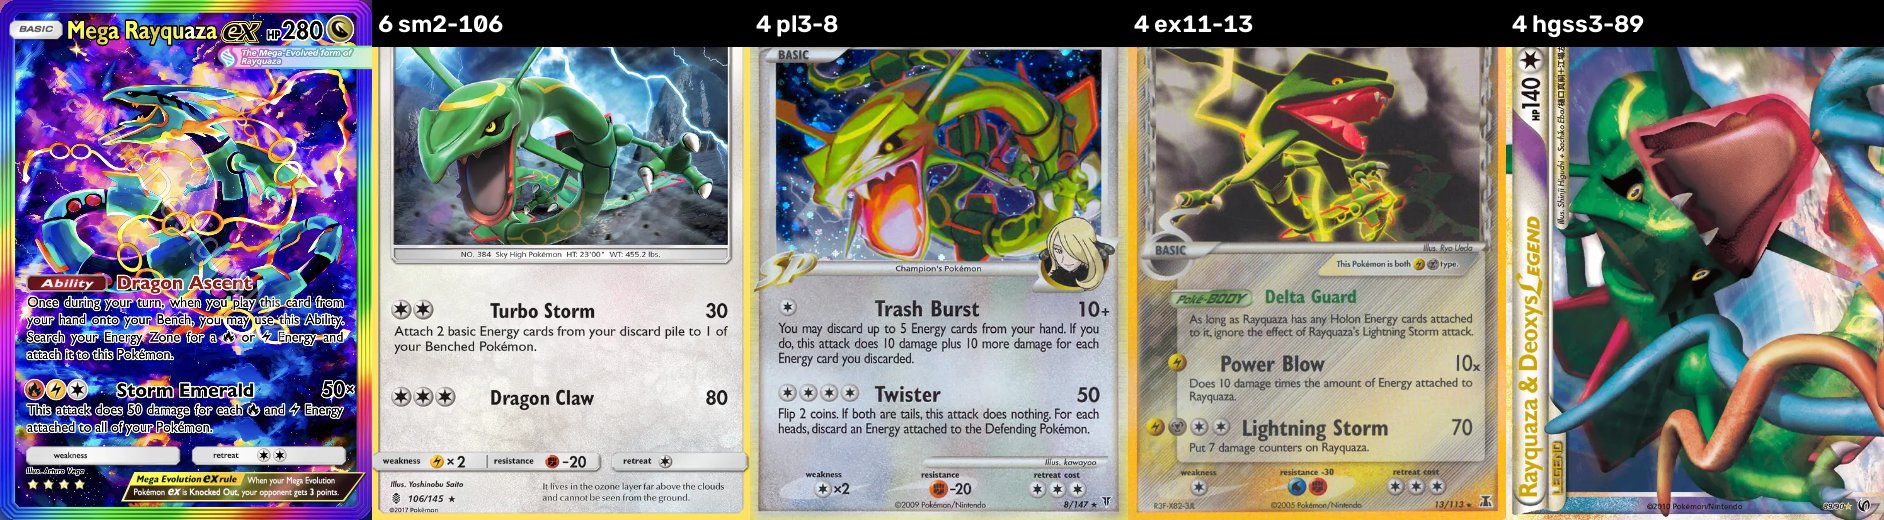 BASIC
Mega Rayquaza ex HP 280
The Mega-Evolved form of
Rayquaza
Ability Dragon Ascent
Once during your turn, when you play this card from
your hand onto your Bench, you may use this Ability.
Search your Energy Zone for a or Energy and
attach it to this Pokémon.
Storm Emerald 50×
This attack does 50 damage for each and Energy
attached to all of your Pokémon.
weakness retreat
Illus. Arturo Vega
Mega Evolution ex rule When your Mega Evolution
Pokémon ex is Knocked Out, your opponent gets 3 points.
6 sm2-106
NO. 384 Sky High Pokémon HT: 23'00" WT: 455.2 lbs.
Turbo Storm 30
Attach 2 basic Energy cards from your discard pile to 1 of
your Benched Pokémon.
Dragon Claw 80
weakness ×2 resistance -20 retreat
Illus. Yoshinobu Saito
106/145 ★
©2017 Pokémon
It lives in the ozone layer far above the clouds
and cannot be seen from the ground.
4 pl3-8
BASIC
SP
Champion's Pokémon
Trash Burst 10+
You may discard up to 5 Energy cards from your hand. If you
do, this attack does 10 damage plus 10 more damage for each
Energy card you discarded.
Twister 50
Flip 2 coins. If both are tails, this attack does nothing. For each
heads, discard an Energy attached to the Defending Pokémon.
Illus. kawayoo
weakness resistance retreat cost
×2 -20
©2009 Pokémon/Nintendo 8/147 ★
4 ex11-13
BASIC
Illus. Ryo Ueda
This Pokémon is both type.
Poké-BODY Delta Guard
As long as Rayquaza has any Holon Energy cards attached
to it, ignore the effect of Rayquaza's Lightning Storm attack.
Power Blow 10×
Does 10 damage times the amount of Energy attached to
Rayquaza.
Lightning Storm 70
Put 7 damage counters on Rayquaza.
weakness resistance -30 retreat cost
©2005 Pokémon/Nintendo 13/113 ★
4 hgss3-89
HP 140
Rayquaza & Deoxys LEGEND
LEGEND
Illus. Shinji Higuchi + Sachiko Eba
©2010 Pokémon/Nintendo 89/90